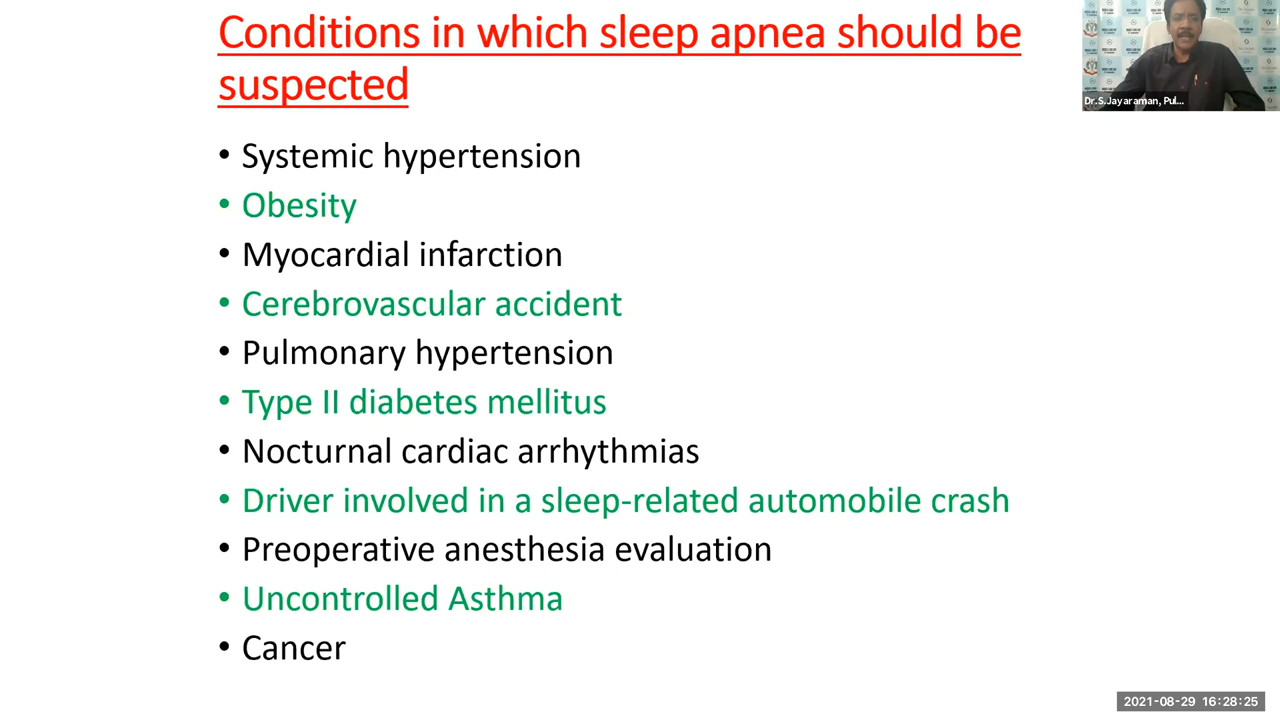 Conditions in which sleep apnea should be
suspected
• Systemic hypertension
• Obesity
• Myocardial infarction
• Cerebrovascular accident
• Pulmonary hypertension
• Type II diabetes mellitus
• Nocturnal cardiac arrhythmias
• Driver involved in a sleep-related automobile crash
• Preoperative anesthesia evaluation
• Uncontrolled Asthma
• Cancer
Dr.S.Jayaraman, Pul...
2021-08-29 16:28:25